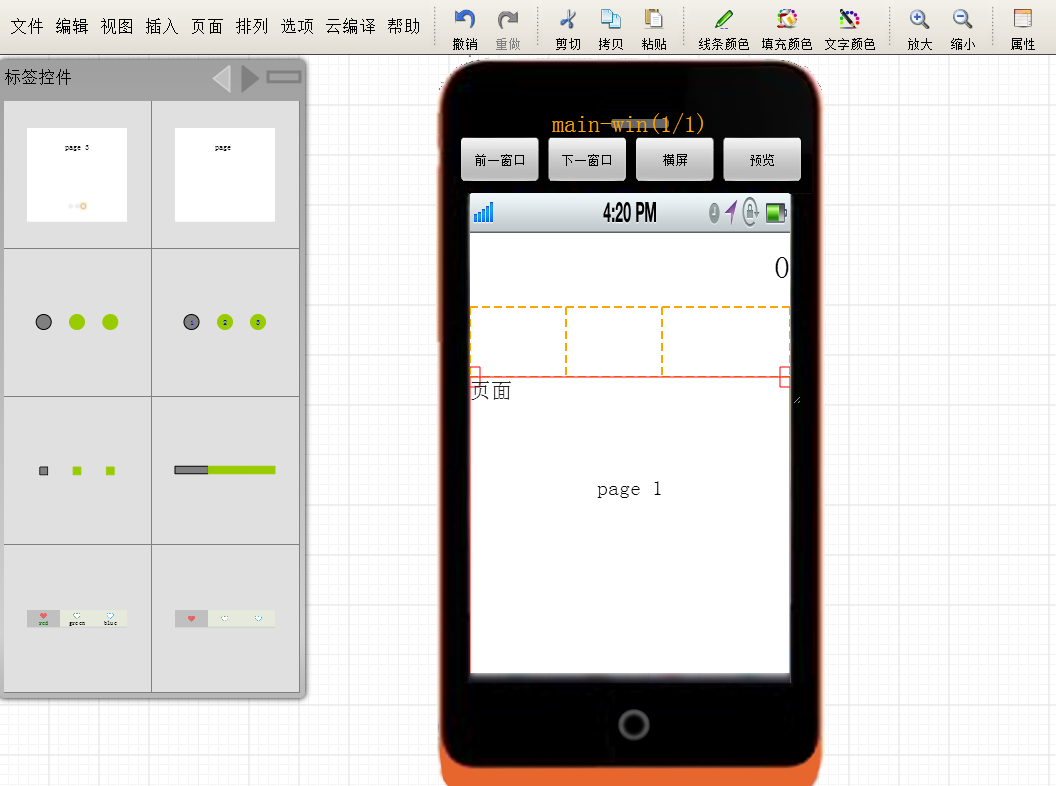 文件 编辑 视图 插入 页面 排列 选项 云编译 帮助
撤销 重做 剪切 拷贝 粘贴 线条颜色 填充颜色 文字颜色 放大 缩小 属性
标签控件
page 3
page
1 2 3
red green blue
main-win(1/1)
前一窗口 下一窗口 横屏 预览
4:20 PM
0
页面
page 1